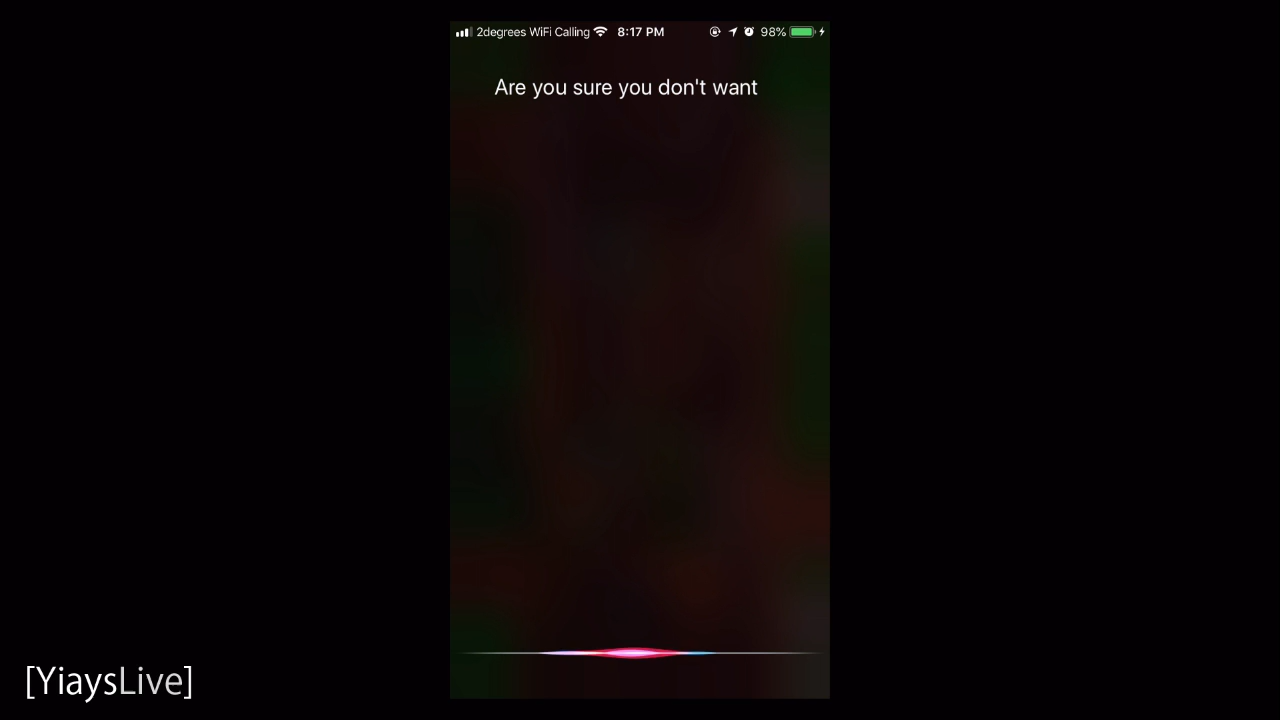 2degrees WiFi Calling 8:17 PM 98%
Are you sure you don't want
[YiaysLive]